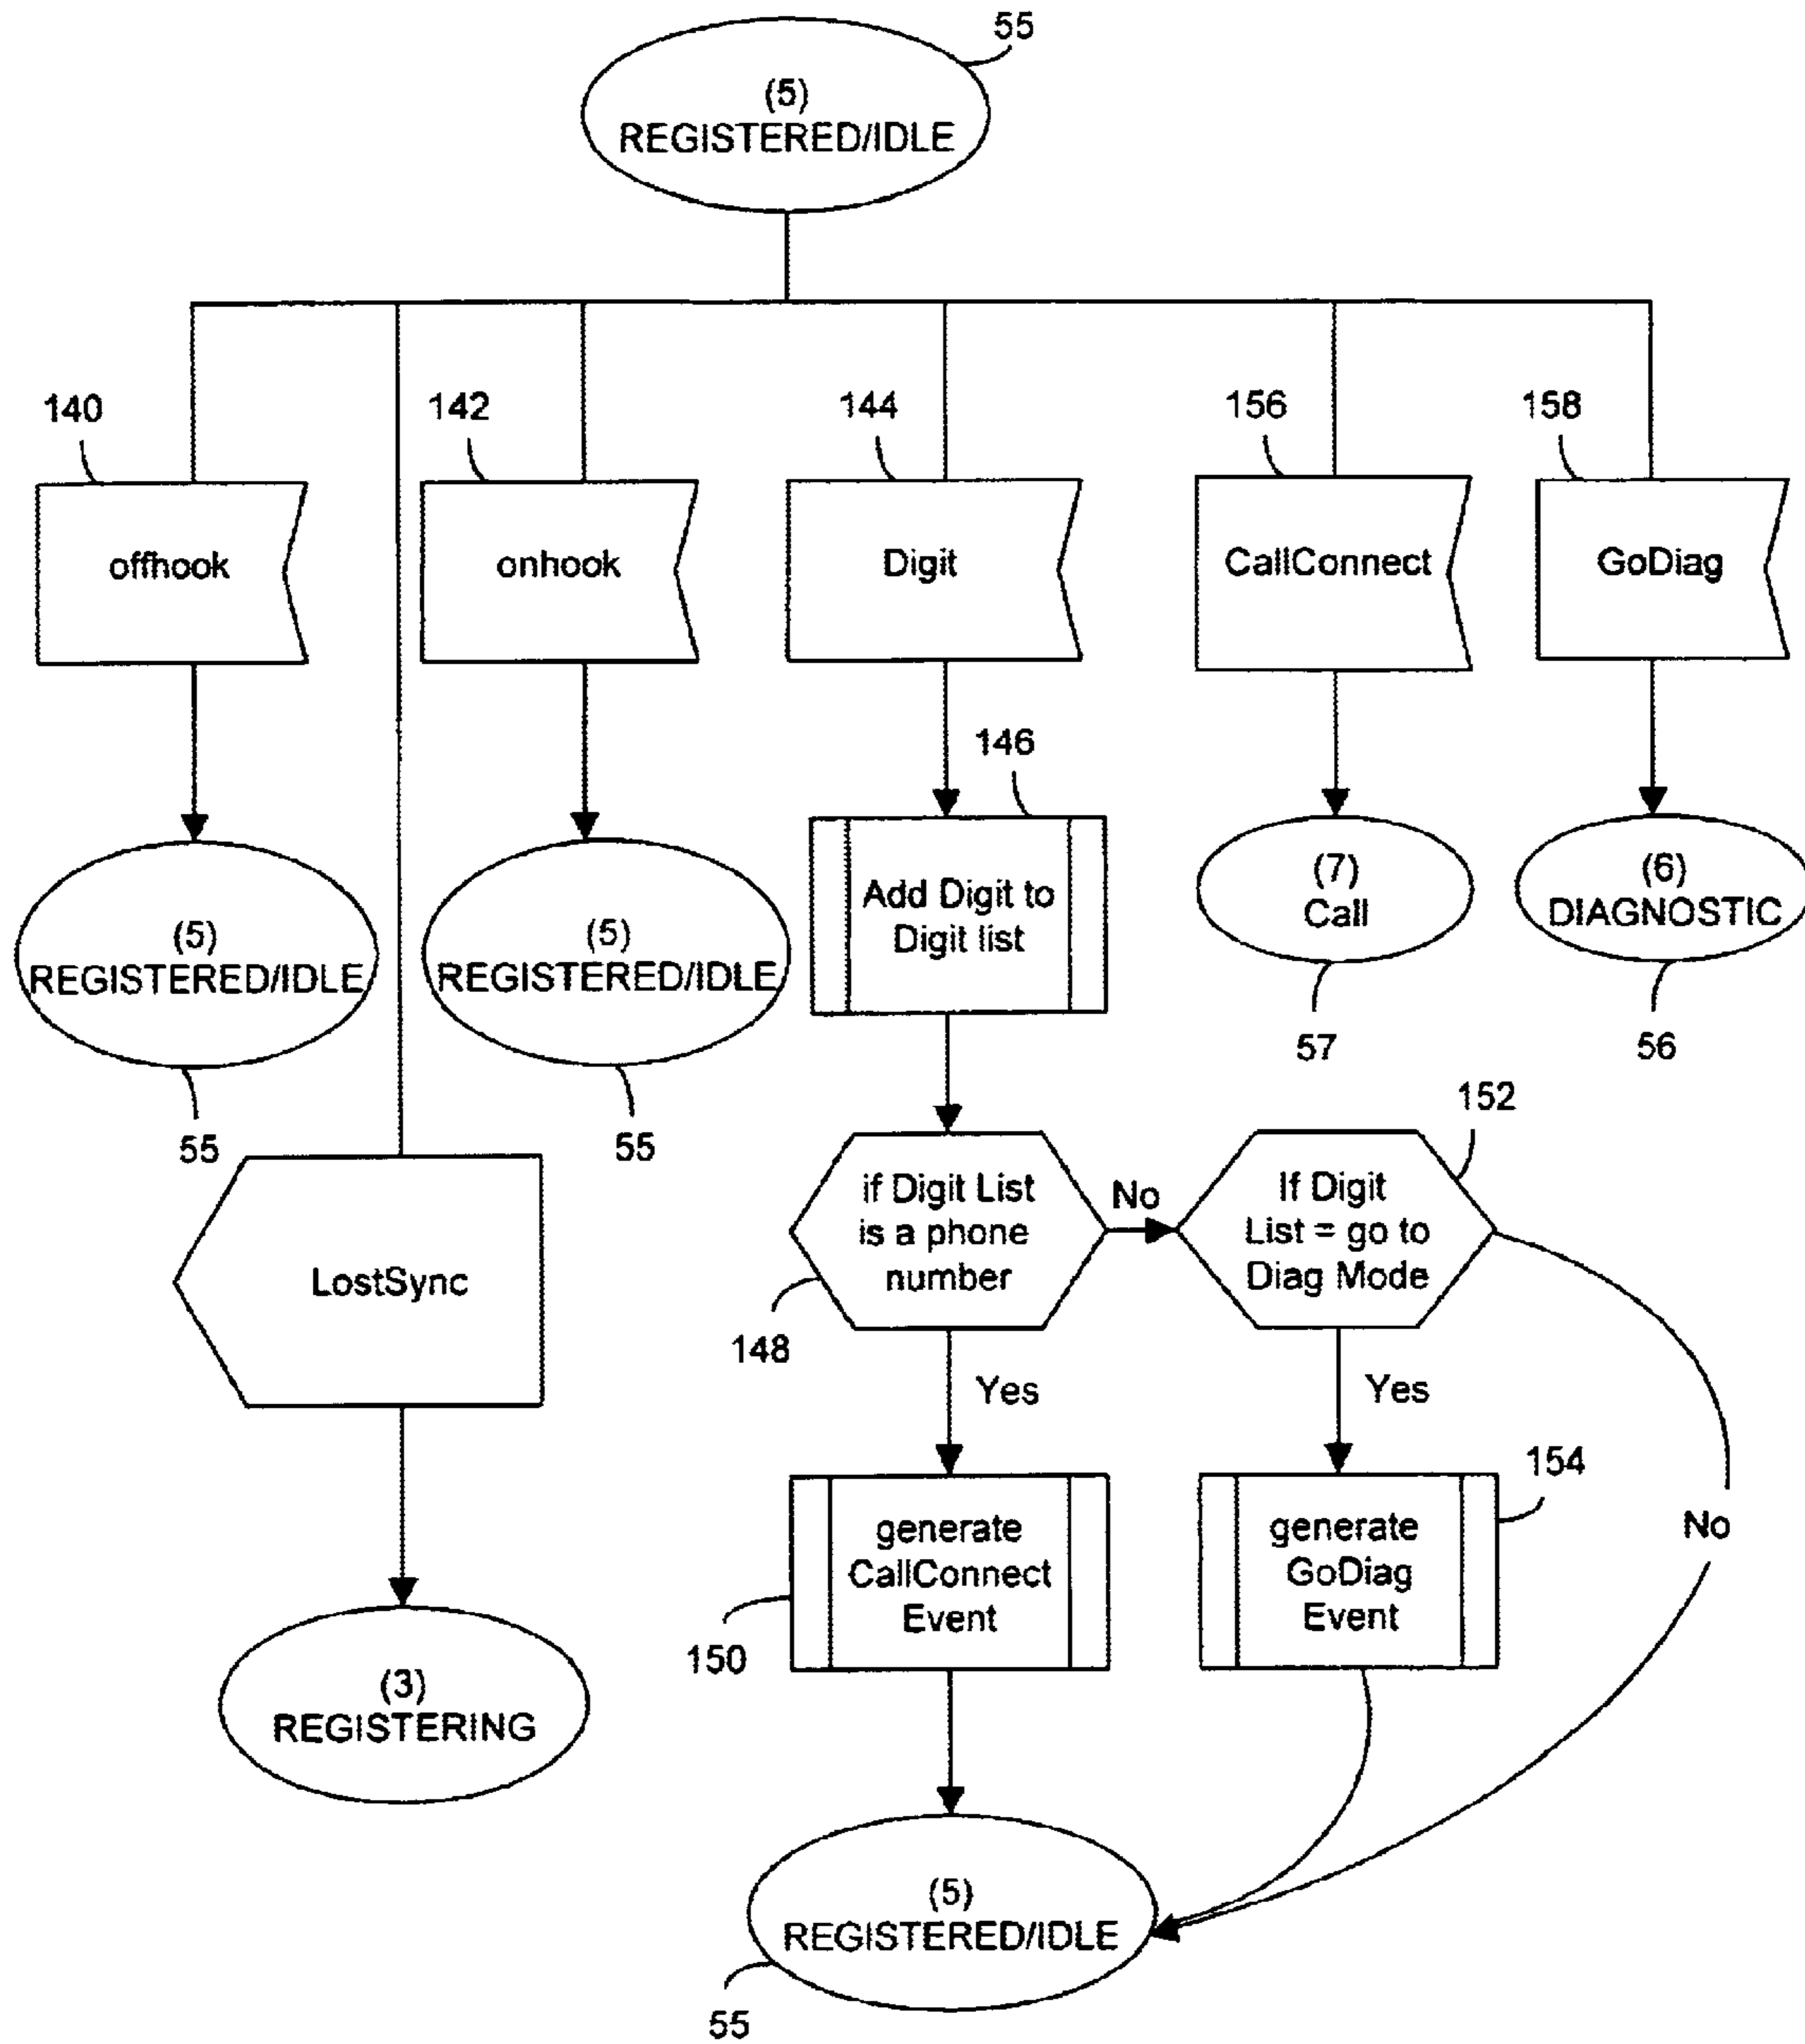 55
(5)
REGISTERED/IDLE
140
142
144
156
158
offhook
onhook
Digit
CallConnect
GoDiag
146
(5)
REGISTERED/IDLE
55
(5)
REGISTERED/IDLE
55
Add Digit to
Digit list
(7)
Call
57
(6)
DIAGNOSTIC
56
152
LostSync
if Digit List
is a phone
number
148
No
If Digit
List = go to
Diag Mode
Yes
Yes
No
154
generate
CallConnect
Event
150
generate
GoDiag
Event
(3)
REGISTERING
(5)
REGISTERED/IDLE
55